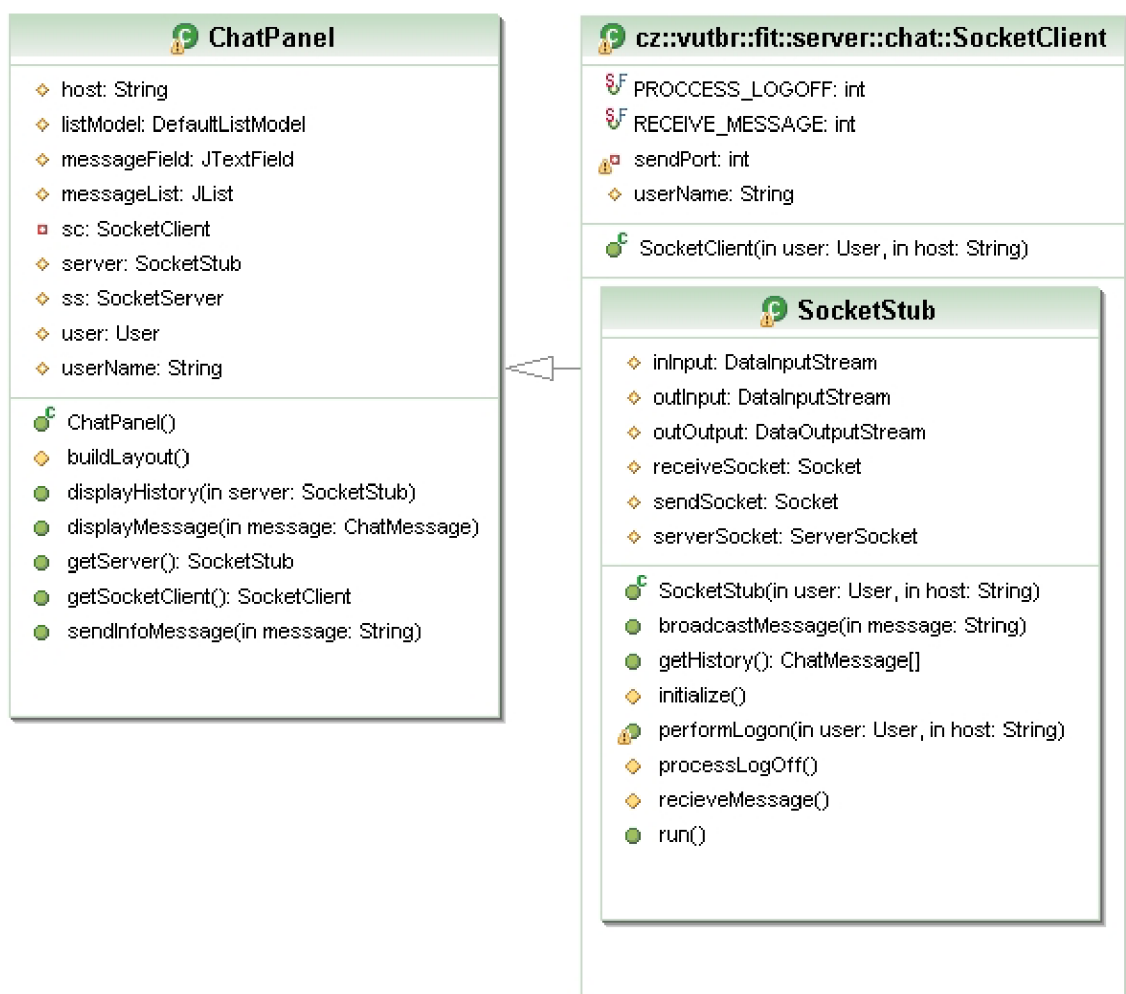 ChatPanel
host: String
listModel: DefaultListModel
messageField: JTextField
messageList: JList
sc: SocketClient
server: SocketStub
ss: SocketServer
user: User
userName: String
ChatPanel()
buildLayout()
displayHistory(in server: SocketStub)
displayMessage(in message: ChatMessage)
getServer(): SocketStub
getSocketClient(): SocketClient
sendInfoMessage(in message: String)
cz::vutbr::fit::server::chat::SocketClient
PROCCESS_LOGOFF: int
RECEIVE_MESSAGE: int
sendPort: int
userName: String
SocketClient(in user: User, in host: String)
SocketStub
inInput: DataInputStream
outInput: DataInputStream
outOutput: DataOutputStream
receiveSocket: Socket
sendSocket: Socket
serverSocket: ServerSocket
SocketStub(in user: User, in host: String)
broadcastMessage(in message: String)
getHistory(): ChatMessage[]
initialize()
performLogon(in user: User, in host: String)
processLogOff()
recieveMessage()
run()